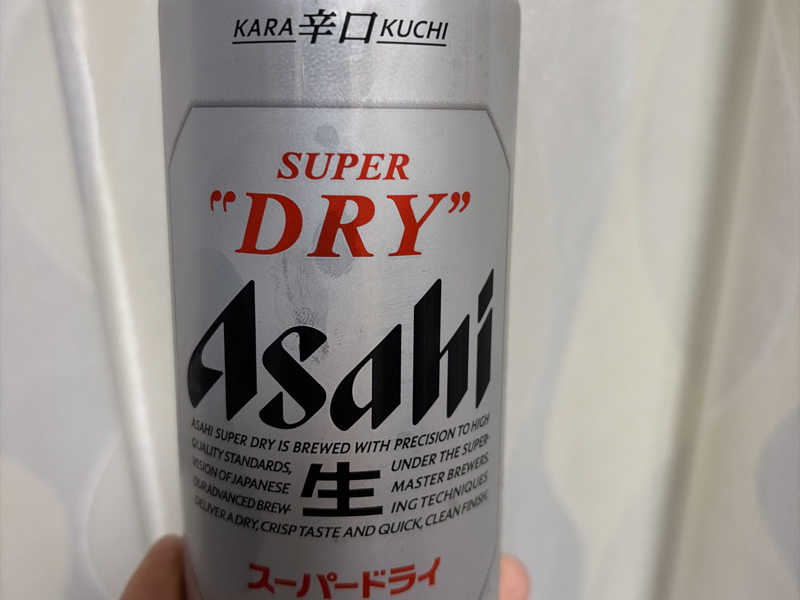 KARA 辛口 KUCHI
SUPER
"DRY"
Asahi
ASAHI SUPER DRY IS BREWED WITH PRECISION TO HIGH
QUALITY STANDARDS, UNDER THE SUPER-
VISION OF JAPANESE MASTER BREWERS.
OUR ADVANCED BREW- ING TECHNIQUES
DELIVER A DRY, CRISP TASTE AND QUICK, CLEAN FINISH.
生
スーパードライ